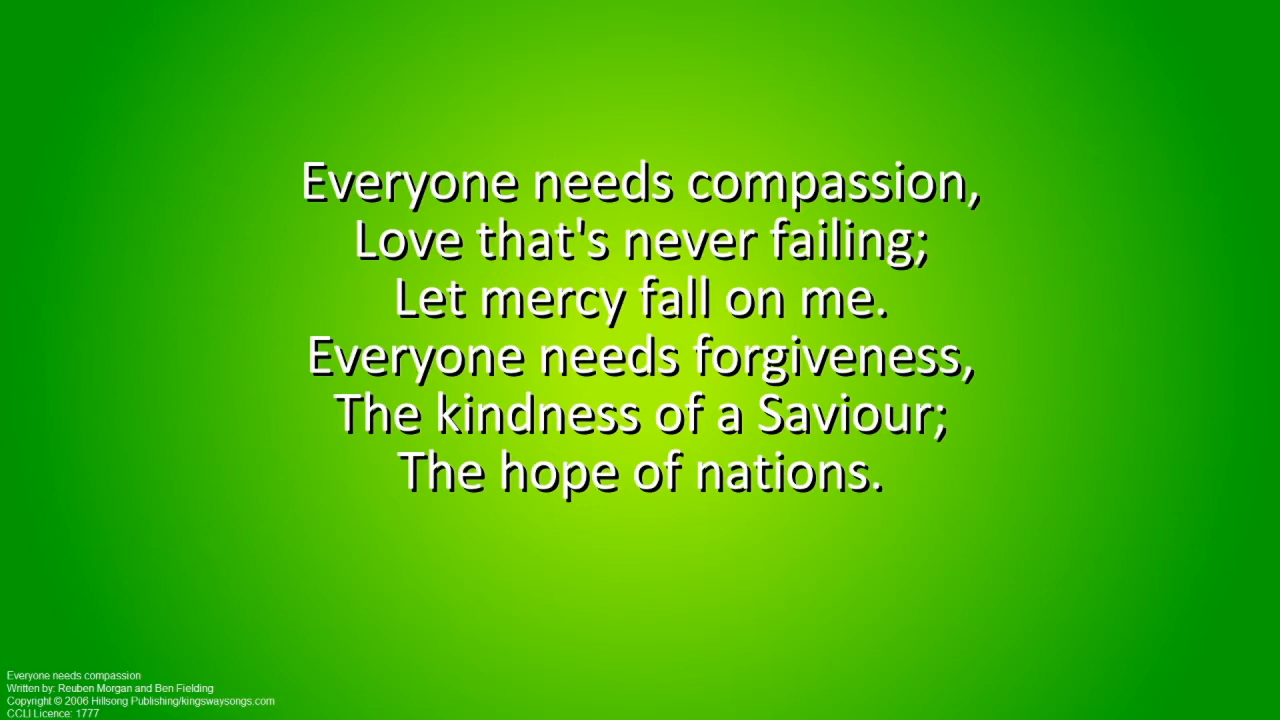 Everyone needs compassion,
Love that's never failing;
Let mercy fall on me.
Everyone needs forgiveness,
The kindness of a Saviour;
The hope of nations.
Everyone needs compassion
Written by: Reuben Morgan and Ben Fielding
Copyright © 2006 Hillsong Publishing/kingswaysongs.com
CCLI Licence: 1777